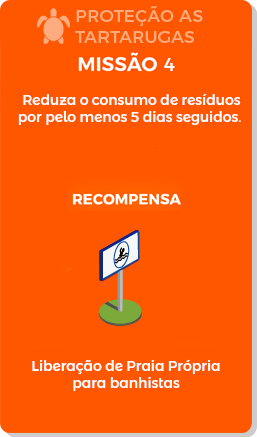 PROTEÇÃO AS
TARTARUGAS
MISSÃO 4
Reduza o consumo de resíduos
por pelo menos 5 dias seguidos.
RECOMPENSA
Liberação de Praia Própria
para banhistas